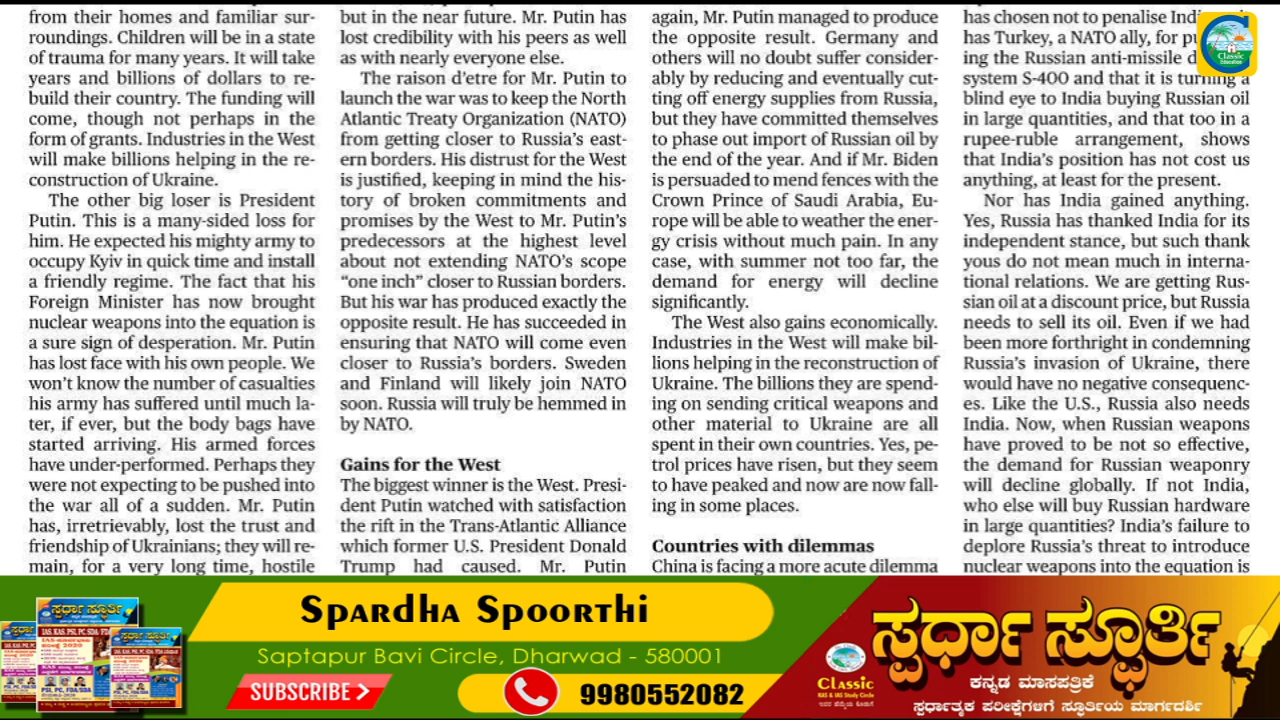 from their homes and familiar sur-
roundings. Children will be in a state
of trauma for many years. It will take
years and billions of dollars to re-
build their country. The funding will
come, though not perhaps in the
form of grants. Industries in the West
will make billions helping in the re-
construction of Ukraine.
The other big loser is President
Putin. This is a many-sided loss for
him. He expected his mighty army to
occupy Kyiv in quick time and install
a friendly regime. The fact that his
Foreign Minister has now brought
nuclear weapons into the equation is
a sure sign of desperation. Mr. Putin
has lost face with his own people. We
won't know the number of casualties
his army has suffered until much la-
ter, if ever, but the body bags have
started arriving. His armed forces
have under-performed. Perhaps they
were not expecting to be pushed into
the war all of a sudden. Mr. Putin
has, irretrievably, lost the trust and
friendship of Ukrainians; they will re-
main, for a very long time, hostile
but in the near future. Mr. Putin has
lost credibility with his peers as well
as with nearly everyone else.
The raison d'etre for Mr. Putin to
launch the war was to keep the North
Atlantic Treaty Organization (NATO)
from getting closer to Russia's east-
ern borders. His distrust for the West
is justified, keeping in mind the his-
tory of broken commitments and
promises by the West to Mr. Putin's
predecessors at the highest level
about not extending NATO's scope
"one inch" closer to Russian borders.
But his war has produced exactly the
opposite result. He has succeeded in
ensuring that NATO will come even
closer to Russia's borders. Sweden
and Finland will likely join NATO
soon. Russia will truly be hemmed in
by NATO.
Gains for the West
The biggest winner is the West. Presi-
dent Putin watched with satisfaction
the rift in the Trans-Atlantic Alliance
which former U.S. President Donald
Trump had caused. Mr. Putin
again, Mr. Putin managed to produce
the opposite result. Germany and
others will no doubt suffer consider-
ably by reducing and eventually cut-
ting off energy supplies from Russia,
but they have committed themselves
to phase out import of Russian oil by
the end of the year. And if Mr. Biden
is persuaded to mend fences with the
Crown Prince of Saudi Arabia, Eu-
rope will be able to weather the ener-
gy crisis without much pain. In any
case, with summer not too far, the
demand for energy will decline
significantly.
The West also gains economically.
Industries in the West will make bil-
lions helping in the reconstruction of
Ukraine. The billions they are spend-
ing on sending critical weapons and
other material to Ukraine are all
spent in their own countries. Yes, pe-
trol prices have risen, but they seem
to have peaked and now are now fall-
ing in some places.
Countries with dilemmas
China is facing a more acute dilemma
has chosen not to penalise
has Turkey, a NATO ally, for
ing the Russian anti-missile
system S-400 and that it is turning a
blind eye to India buying Russian oil
in large quantities, and that too in a
rupee-ruble arrangement, shows
that India's position has not cost us
anything, at least for the present.
Nor has India gained anything.
Yes, Russia has thanked India for its
independent stance, but such thank
yous do not mean much in interna-
tional relations. We are getting Rus-
sian oil at a discount price, but Russia
needs to sell its oil. Even if we had
been more forthright in condemning
Russia's invasion of Ukraine, there
would have no negative consequenc-
es. Like the U.S., Russia also needs
India. Now, when Russian weapons
have proved to be not so effective,
the demand for Russian weaponry
will decline globally. If not India,
who else will buy Russian hardware
in large quantities? India's failure to
deplore Russia's threat to introduce
nuclear weapons into the equation is
Classic
Education
Spardha Spoorthi
Saptapur Bavi Circle, Dharwad - 580001
SUBSCRIBE
9980552082
Classic
KAS & IAS Study Circle
ಸ್ಪರ್ಧಾ ಸ್ಫೂರ್ತಿ
ಕನ್ನಡ ಮಾಸಪತ್ರಿಕೆ
ಸ್ಪರ್ಧಾತ್ಮಕ ಪರೀಕ್ಷೆಗಳಿಗೆ ಸ್ಫೂರ್ತಿಯ ಮಾರ್ಗದರ್ಶಿ